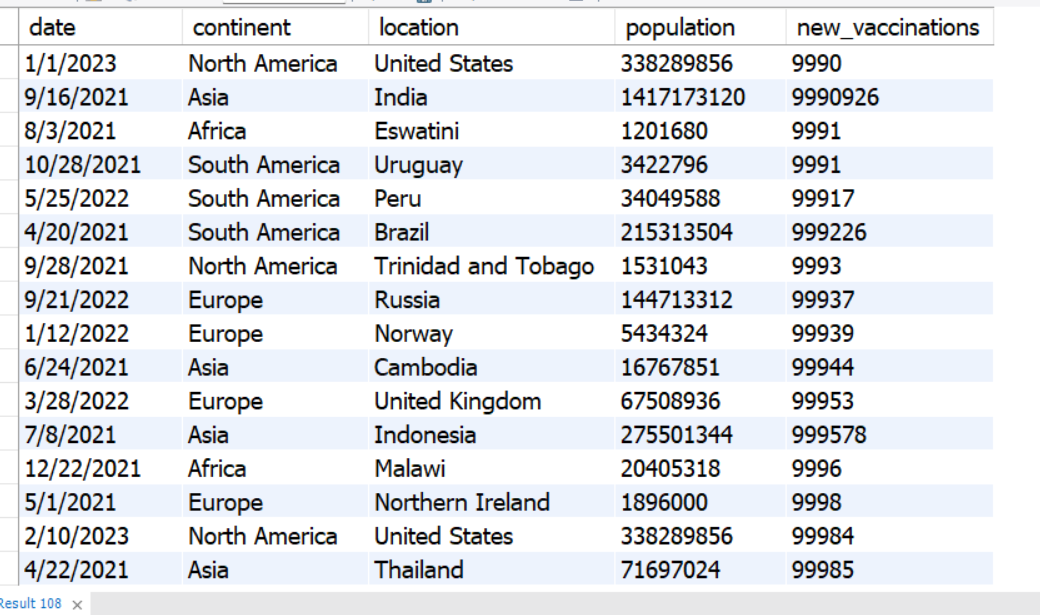 date continent location population new_vaccinations
1/1/2023 North America United States 338289856 9990
9/16/2021 Asia India 1417173120 9990926
8/3/2021 Africa Eswatini 1201680 9991
10/28/2021 South America Uruguay 3422796 9991
5/25/2022 South America Peru 34049588 99917
4/20/2021 South America Brazil 215313504 999226
9/28/2021 North America Trinidad and Tobago 1531043 9993
9/21/2022 Europe Russia 144713312 99937
1/12/2022 Europe Norway 5434324 99939
6/24/2021 Asia Cambodia 16767851 99944
3/28/2022 Europe United Kingdom 67508936 99953
7/8/2021 Asia Indonesia 275501344 999578
12/22/2021 Africa Malawi 20405318 9996
5/1/2021 Europe Northern Ireland 1896000 9998
2/10/2023 North America United States 338289856 99984
4/22/2021 Asia Thailand 71697024 99985
Result 108 ×